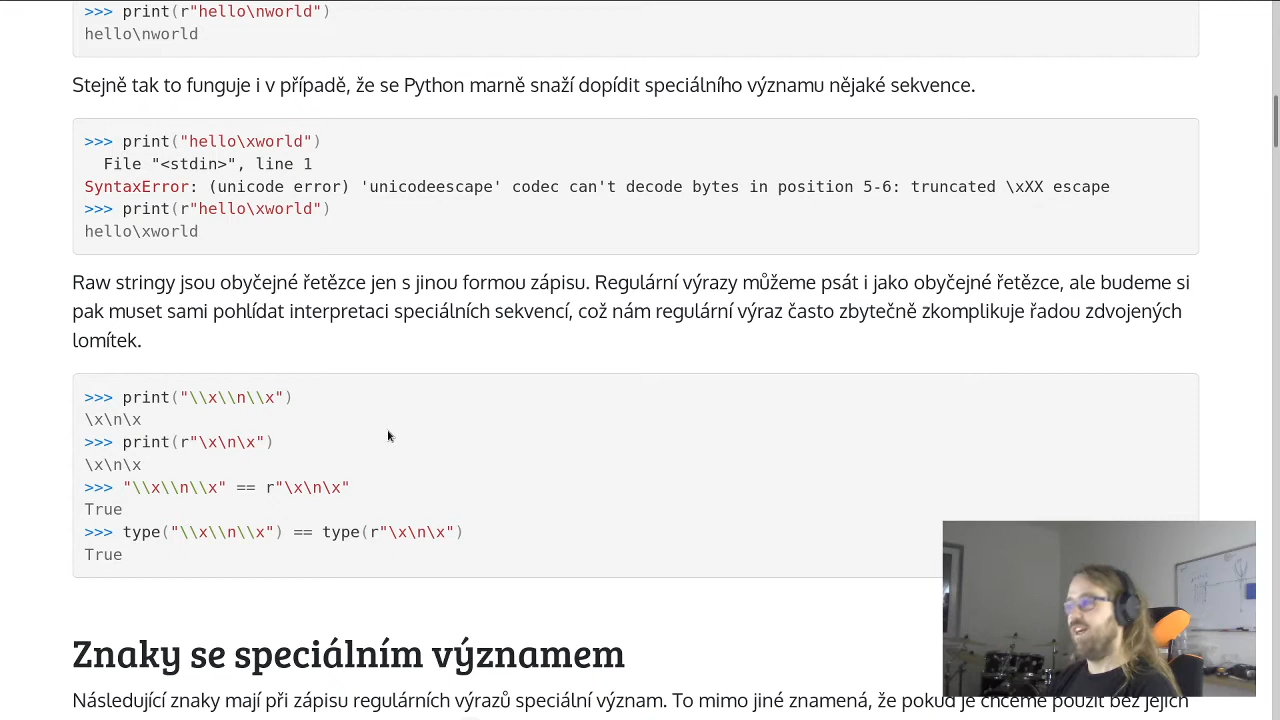 >>> print(r"hello\nworld")
hello\nworld
Stejně tak to funguje i v případě, že se Python marně snaží dopídit speciálního významu nějaké sekvence.
>>> print("hello\xworld")
  File "<stdin>", line 1
SyntaxError: (unicode error) 'unicodeescape' codec can't decode bytes in position 5-6: truncated \xXX escape
>>> print(r"hello\xworld")
hello\xworld
Raw stringy jsou obyčejné řetězce jen s jinou formou zápisu. Regulární výrazy můžeme psát i jako obyčejné řetězce, ale budeme si
pak muset sami pohlídat interpretaci speciálních sekvencí, což nám regulární výraz často zbytečně zkomplikuje řadou zdvojených
lomítek.
>>> print("\\x\\n\\x")
\x\n\x
>>> print(r"\x\n\x")
\x\n\x
>>> "\\x\\n\\x" == r"\x\n\x"
True
>>> type("\\x\\n\\x") == type(r"\x\n\x")
True
Znaky se speciálním významem
Následující znaky mají při zápisu regulárních výrazů speciální význam. To mimo jiné znamená, že pokud je chceme použít bez jejich